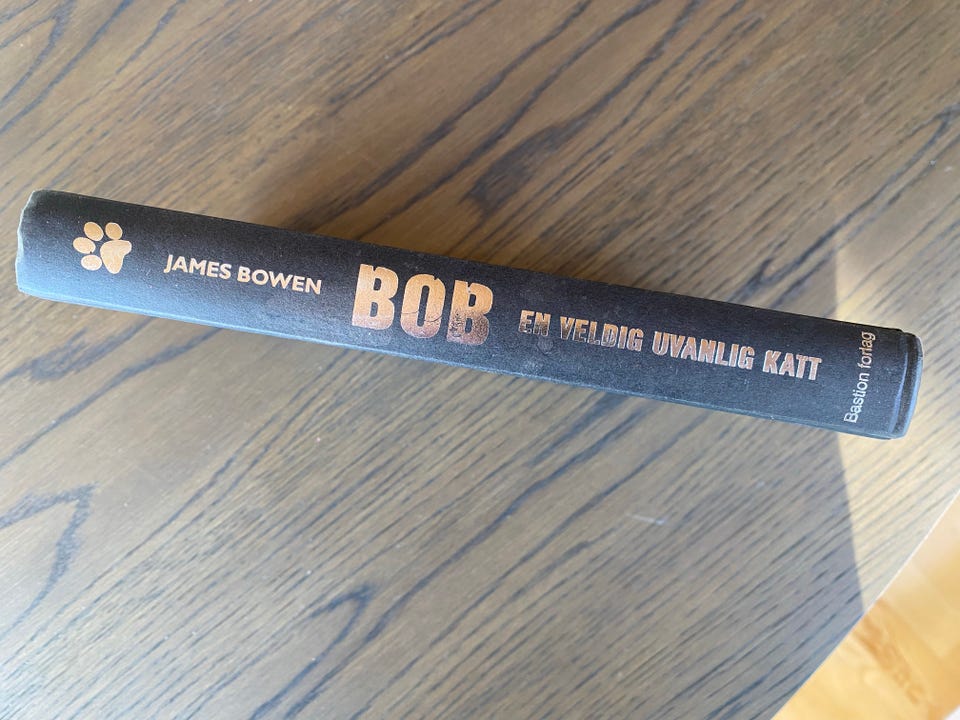 JAMES BOWEN
BOB
EN VELDIG UVANLIG KATT
Bastion forlag